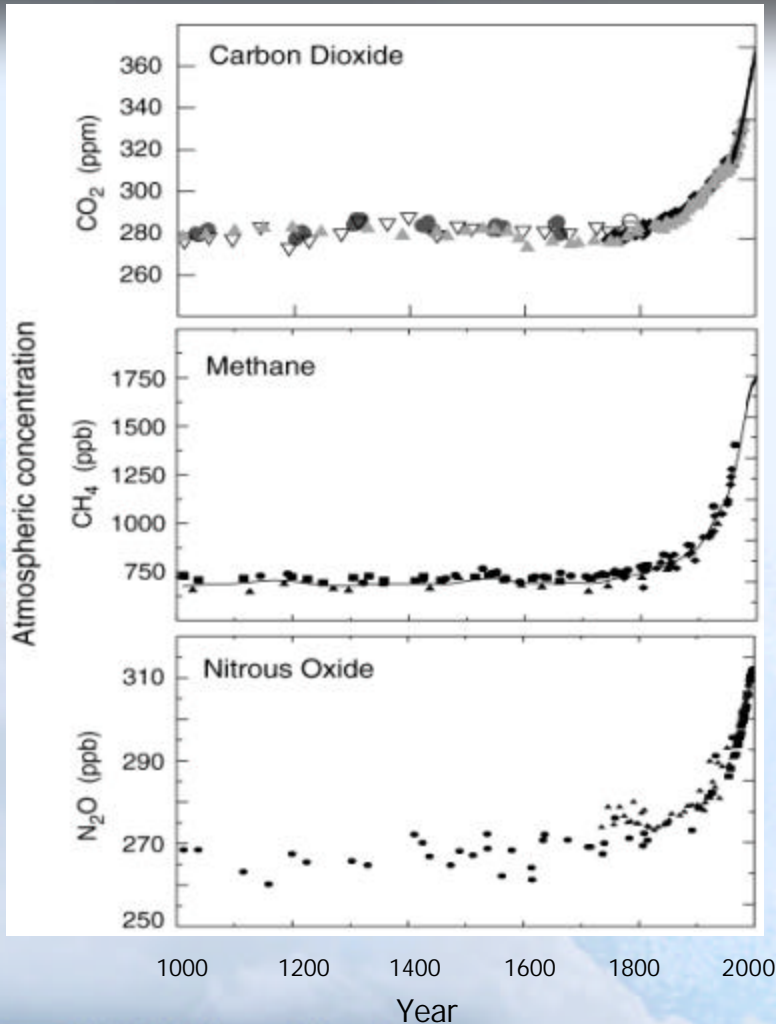 Atmospheric concentration
Carbon Dioxide
CO₂ (ppm)
360
340
320
300
280
260
Methane
CH₄ (ppb)
1750
1500
1250
1000
750
Nitrous Oxide
N₂O (ppb)
310
290
270
250
1000 1200 1400 1600 1800 2000
Year